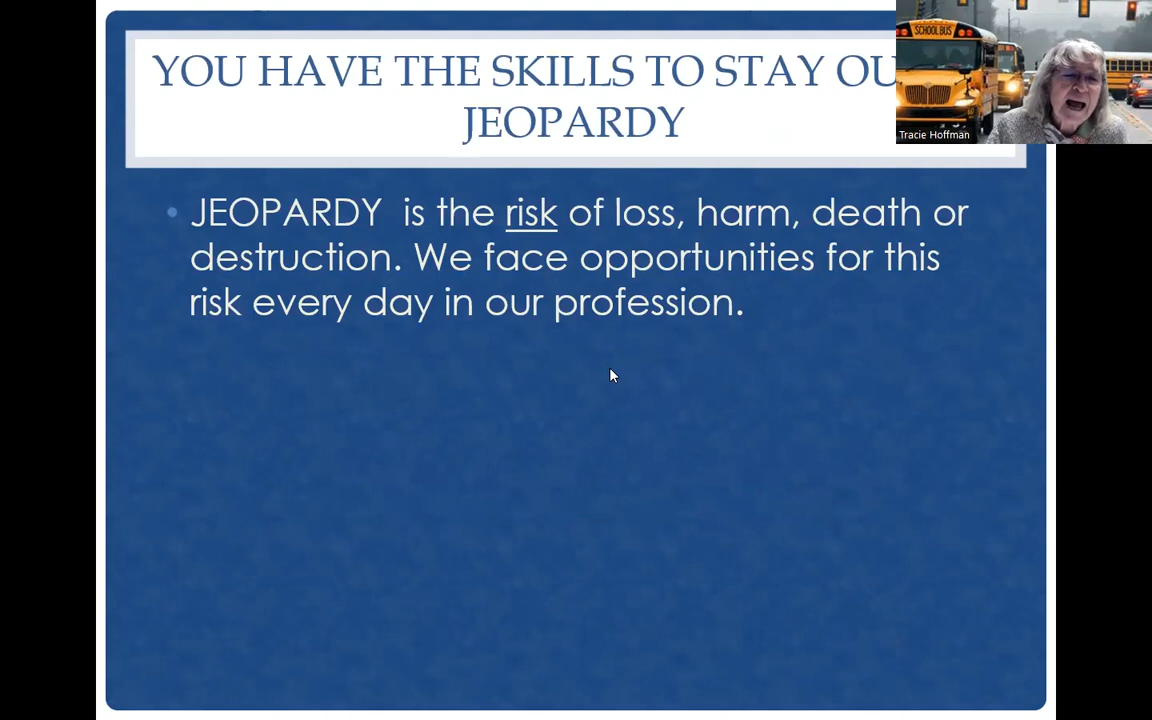 YOU HAVE THE SKILLS TO STAY
JEOPARDY
• JEOPARDY is the risk of loss, harm, death or
destruction. We face opportunities for this
risk every day in our profession.
SCHOOL BUS
Tracie Hoffman